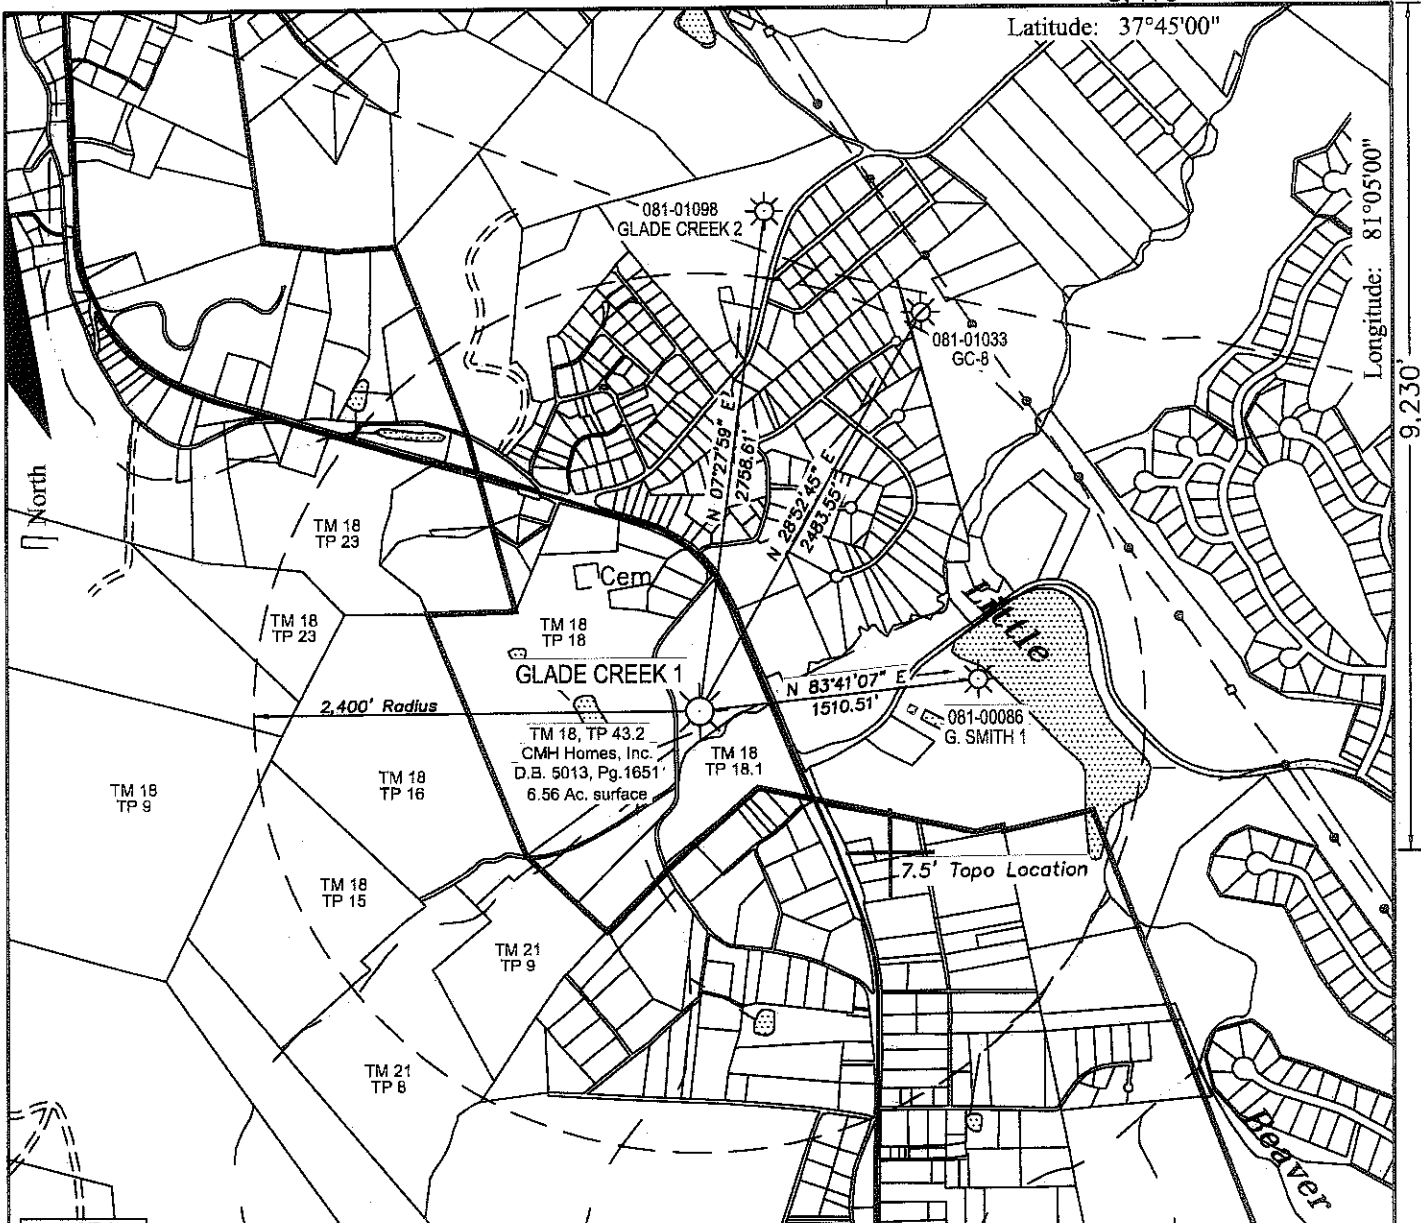 Latitude: 37°45'00"
Longitude: 81°05'00"
9,230'
081-01098
GLADE CREEK 2
081-01033
GC-8
N 07°27'59" E
2758.61'
N 28°52'45" E
2483.55'
North
TM 18
TP 23
Cem
TM 18
TP 23
TM 18
TP 18
Little
GLADE CREEK 1
N 83°41'07" E
1510.51'
2,400' Radius
081-00086
G. SMITH 1
TM 18, TP 43.2
CMH Homes, Inc.
D.B. 5013, Pg.1651
6.56 Ac. surface
TM 18
TP 18.1
TM 18
TP 9
TM 18
TP 16
7.5' Topo Location
TM 18
TP 15
TM 21
TP 9
TM 21
TP 8
Beaver